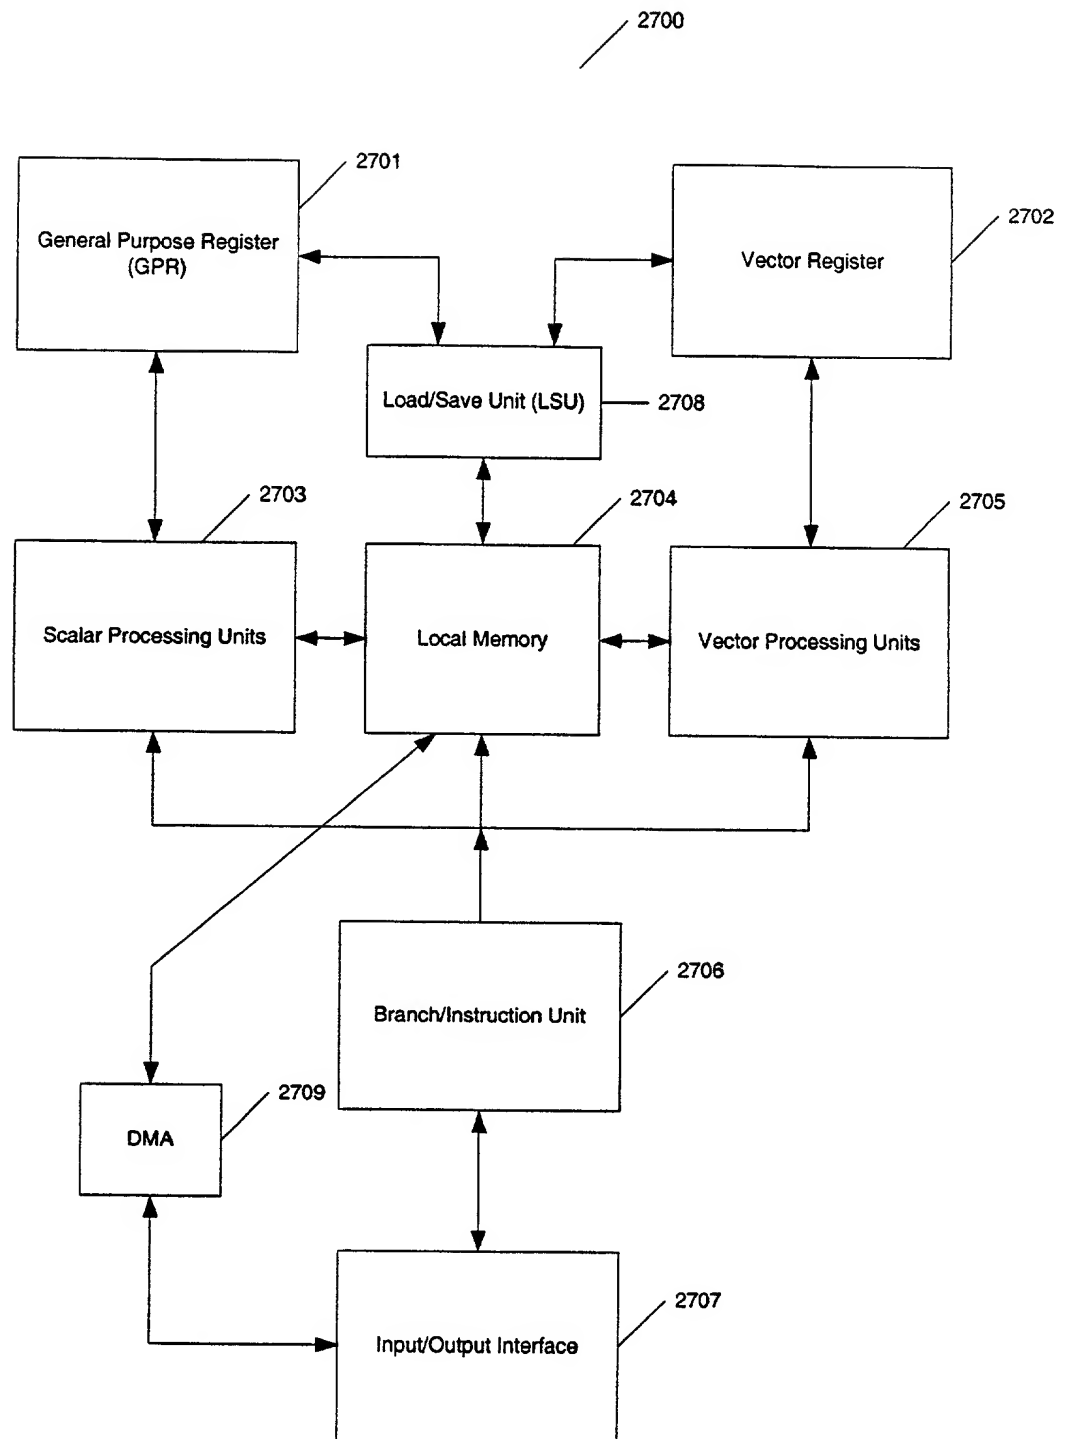 2700
2701
General Purpose Register
(GPR)
2702
Vector Register
Load/Save Unit (LSU)
2708
2703
2704
2705
Scalar Processing Units
Local Memory
Vector Processing Units
2706
Branch/Instruction Unit
2709
DMA
2707
Input/Output Interface